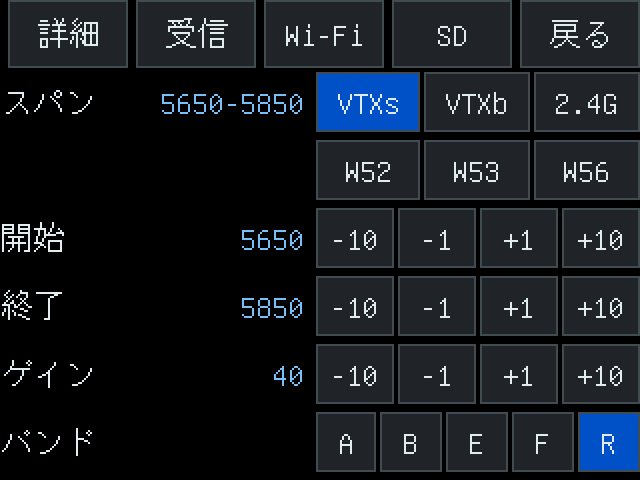 詳細 受信 Wi-Fi SD 戻る
スパン 5650-5850 VTXs VTXb 2.4G
W52 W53 W56
開始 5650 -10 -1 +1 +10
終了 5850 -10 -1 +1 +10
ゲイン 40 -10 -1 +1 +10
バンド A B E F R